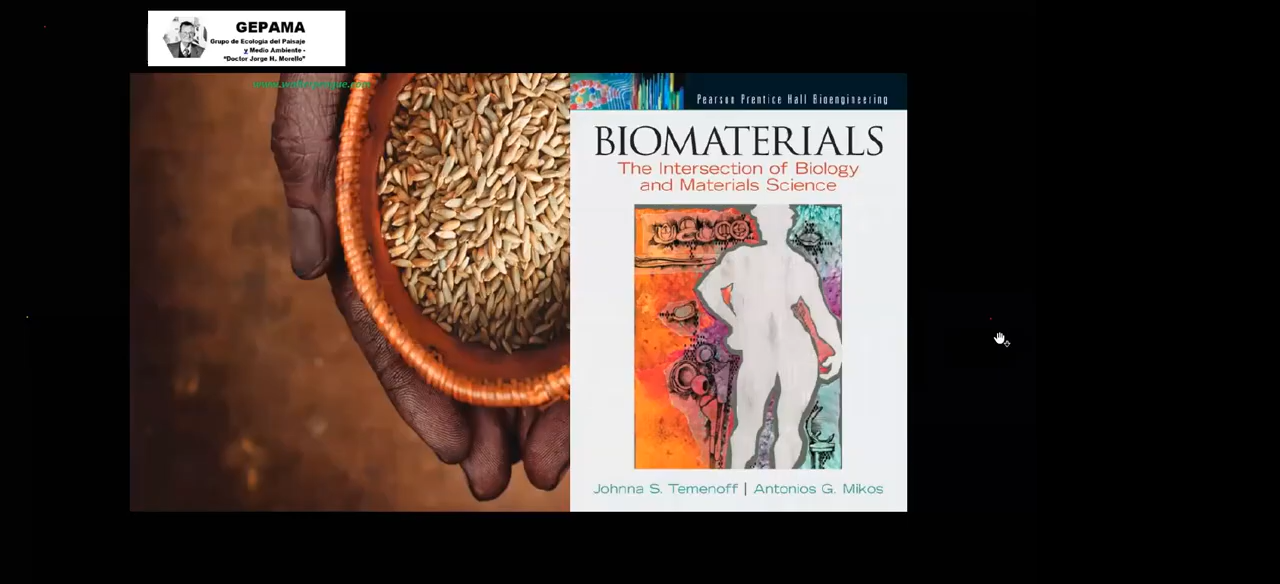 GEPAMA
Grupo de Ecología del Paisaje
y Medio Ambiente -
"Doctor Jorge H. Morello"
Pearson Prentice Hall Bioengineering
BIOMATERIALS
The Intersection of Biology
and Materials Science
Johnna S. Temenoff | Antonios G. Mikos